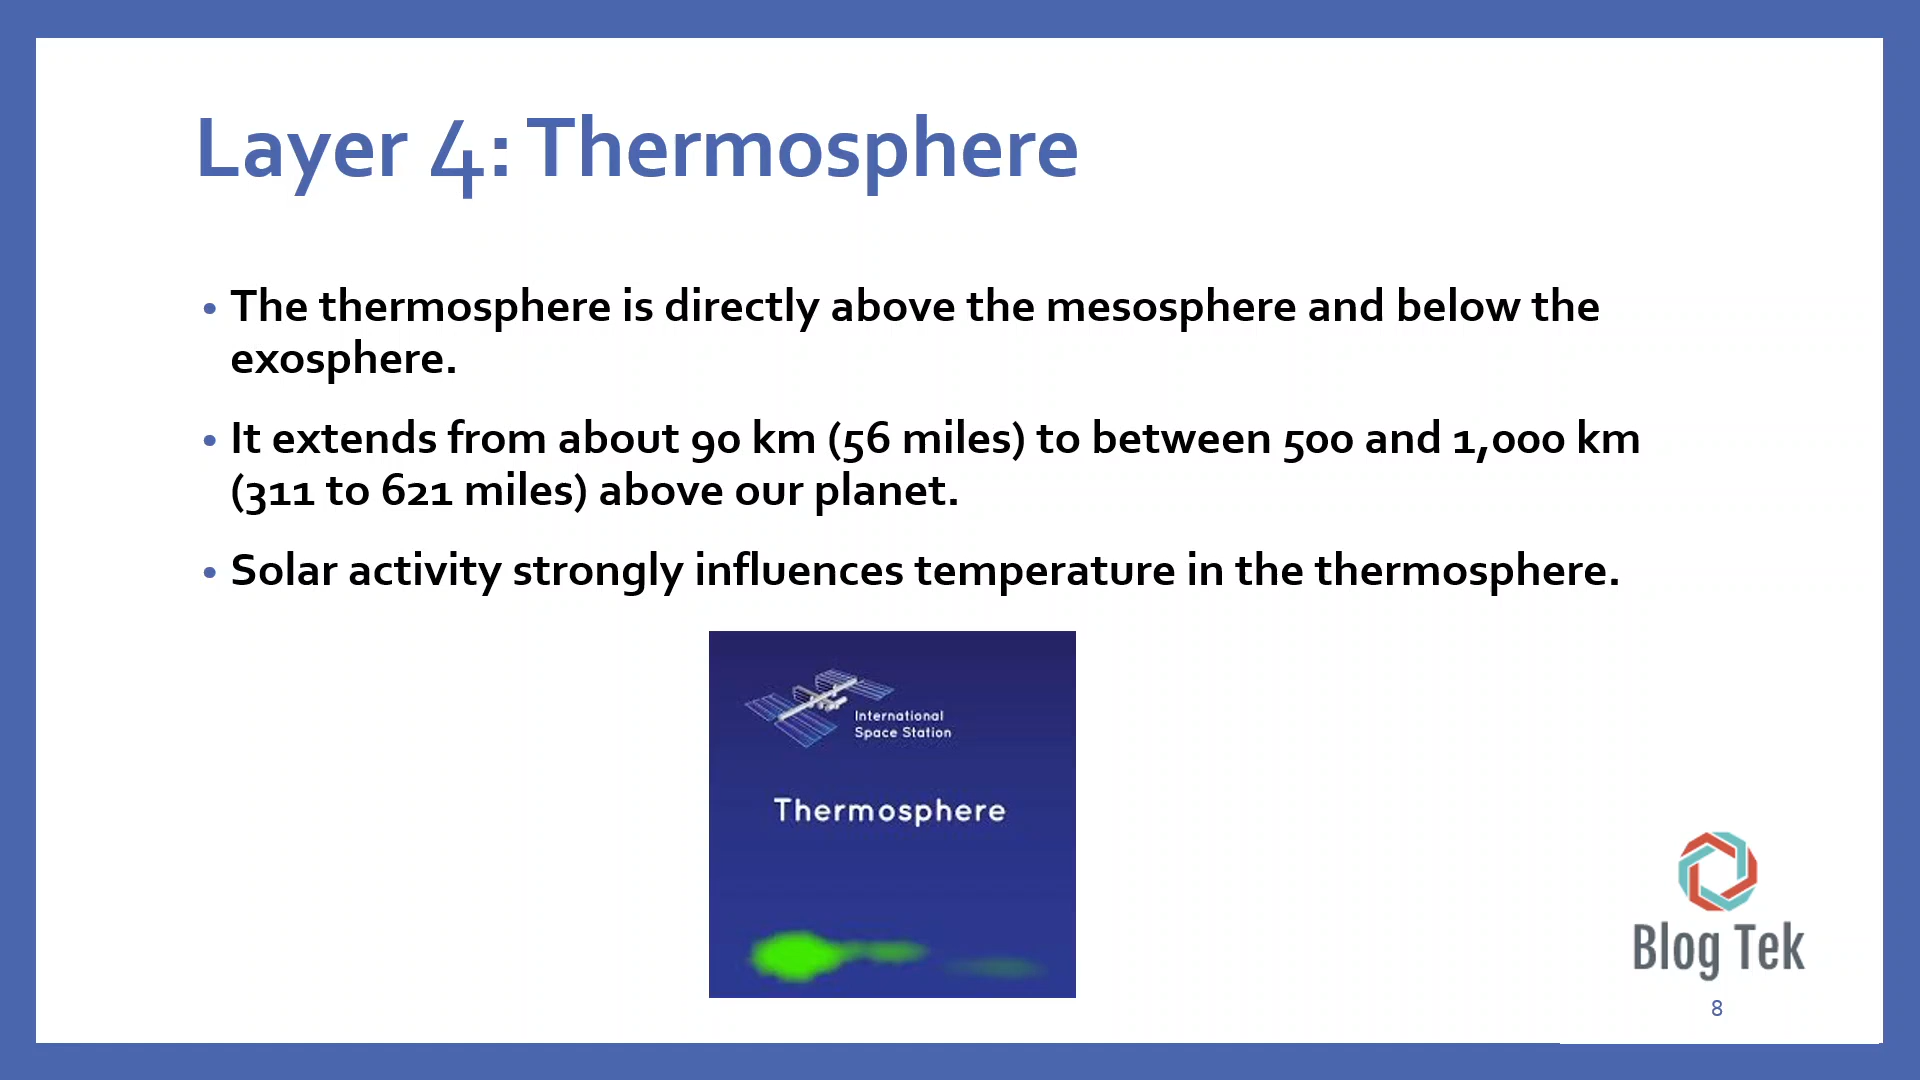 Layer 4: Thermosphere
• The thermosphere is directly above the mesosphere and below the
exosphere.
• It extends from about 90 km (56 miles) to between 500 and 1,000 km
(311 to 621 miles) above our planet.
• Solar activity strongly influences temperature in the thermosphere.
International
Space Station
Thermosphere
Blog Tek
8